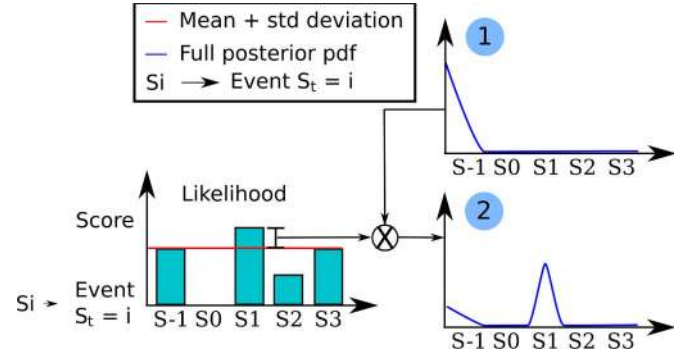 Mean + std deviation
Full posterior pdf
Si → Event St = i
1
S-1 S0 S1 S2 S3
Likelihood
Score
X
2
Si → Event
St = i
S-1 S0 S1 S2 S3
S-1 S0 S1 S2 S3